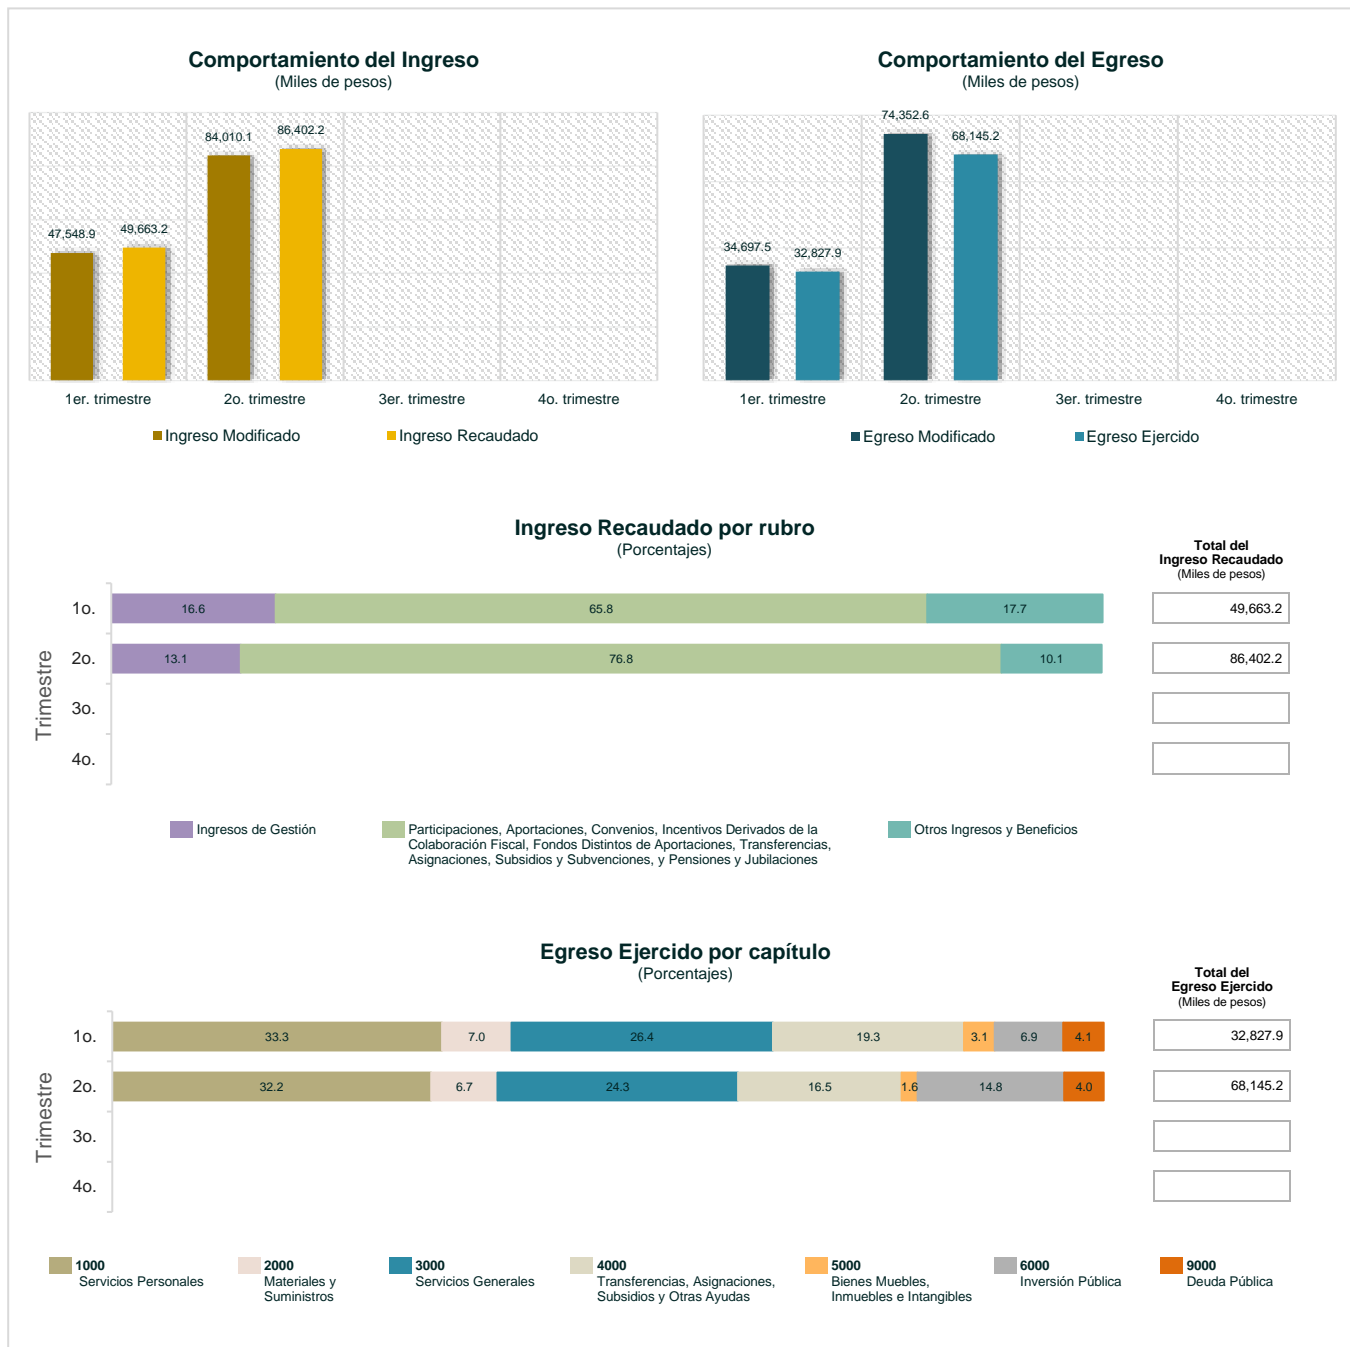 Comportamiento del Ingreso
(Miles de pesos)
47,548.9
49,663.2
84,010.1
86,402.2
1er. trimestre
2o. trimestre
3er. trimestre
4o. trimestre
Ingreso Modificado
Ingreso Recaudado
Comportamiento del Egreso
(Miles de pesos)
34,697.5
32,827.9
74,352.6
68,145.2
1er. trimestre
2o. trimestre
3er. trimestre
4o. trimestre
Egreso Modificado
Egreso Ejercido
Ingreso Recaudado por rubro
(Porcentajes)
Total del
Ingreso Recaudado
(Miles de pesos)
Trimestre
1o.
16.6
65.8
17.7
49,663.2
2o.
13.1
76.8
10.1
86,402.2
3o.
4o.
Ingresos de Gestión
Participaciones, Aportaciones, Convenios, Incentivos Derivados de la
Colaboración Fiscal, Fondos Distintos de Aportaciones, Transferencias,
Asignaciones, Subsidios y Subvenciones, y Pensiones y Jubilaciones
Otros Ingresos y Beneficios
Egreso Ejercido por capítulo
(Porcentajes)
Total del
Egreso Ejercido
(Miles de pesos)
Trimestre
1o.
33.3
7.0
26.4
19.3
3.1
6.9
4.1
32,827.9
2o.
32.2
6.7
24.3
16.5
1.6
14.8
4.0
68,145.2
3o.
4o.
1000
Servicios Personales
2000
Materiales y
Suministros
3000
Servicios Generales
4000
Transferencias, Asignaciones,
Subsidios y Otras Ayudas
5000
Bienes Muebles,
Inmuebles e Intangibles
6000
Inversión Pública
9000
Deuda Pública